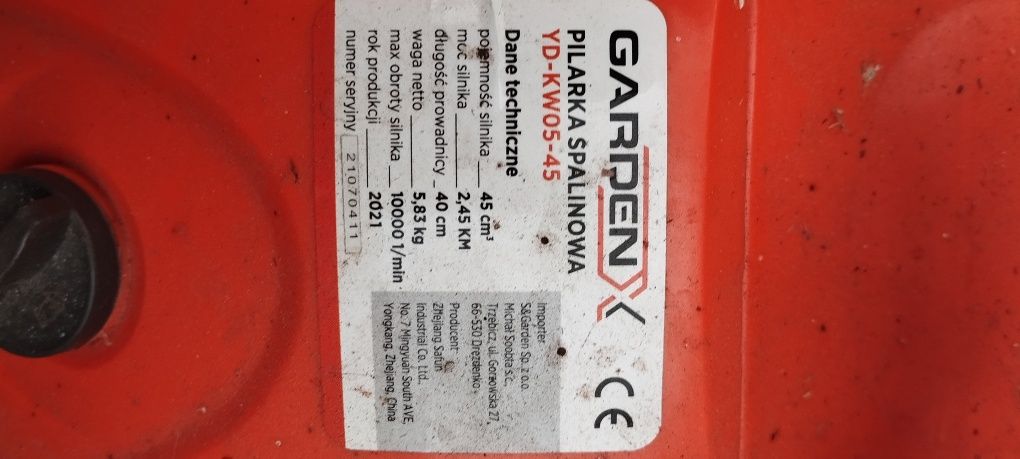 GARDENX
CE
PILARKA SPALINOWA
YD-KW05-45
Dane techniczne
pojemność silnika 45 cm³
moc silnika 2,45 KM
długość prowadnicy 40 cm
waga netto 5,83 kg
max obroty silnika 10000 1/min
rok produkcji 2021
numer seryjny 21070411
Importer
S&Garden Sp. z o.o.
Michał Spobta s.c.
Trzebicz, ul. Gorzowska 27,
66-530 Drezdenko
Producent
Zhejiang Safun
Industrial Co. Ltd.
No. 7 Mingyuan South AVE,
Yongkang, Zhejiang, China